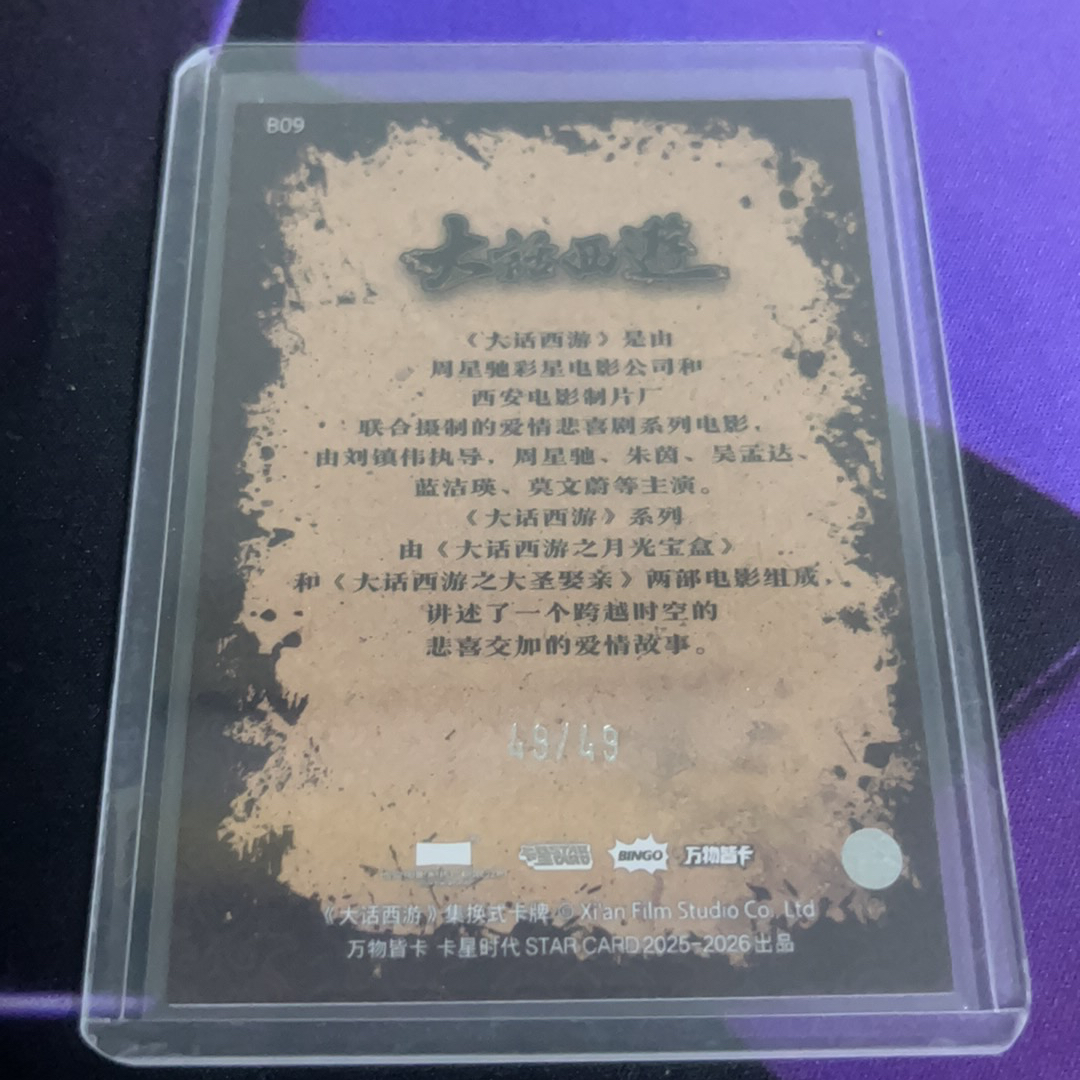 B09
大话西遊
《大话西游》是由
周星驰彩星电影公司和
西安电影制片厂
联合摄制的爱情悲喜剧系列电影，
由刘镇伟执导，周星驰、朱茵、吴孟达、
蓝洁瑛、莫文蔚等主演。
《大话西游》系列
由《大话西游之月光宝盒》
和《大话西游之大圣娶亲》两部电影组成，
讲述了一个跨越时空的
悲喜交加的爱情故事。
49/49
BINGO 万物皆卡
《大话西游》集换式卡牌 © Xi'an Film Studio Co., Ltd
万物皆卡 卡星时代 STAR CARD 2025-2026 出品